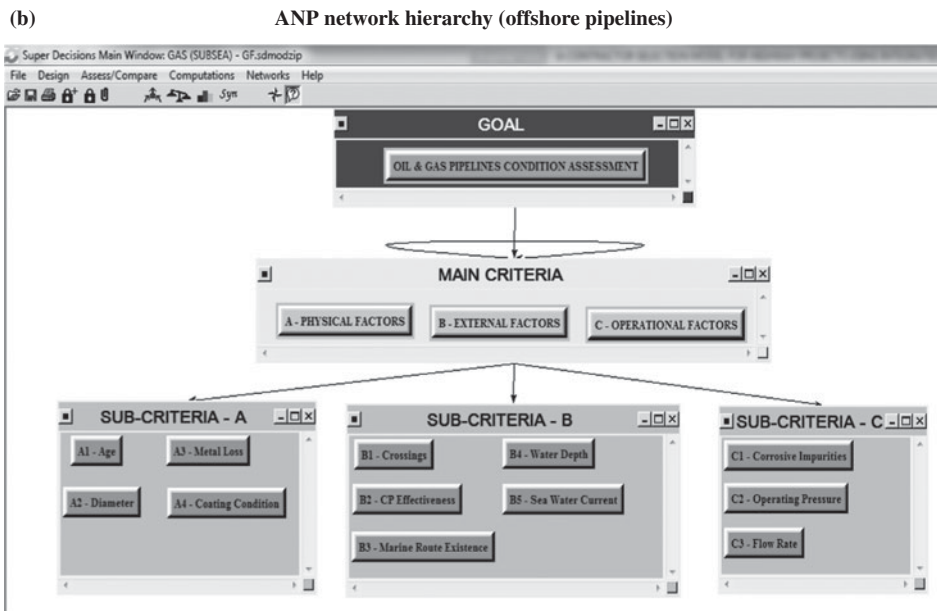 (b) ANP network hierarchy (offshore pipelines)
Super Decisions Main Window: GAS (SUBSEA) - GF.sdmodzip
File Design Assess/Compare Computations Networks Help
Syn
GOAL
OIL & GAS PIPELINES CONDITION ASSESSMENT
MAIN CRITERIA
A - PHYSICAL FACTORS B - EXTERNAL FACTORS C - OPERATIONAL FACTORS
SUB-CRITERIA - A
A1 - Age A3 - Metal Loss
A2 - Diameter A4 - Coating Condition
SUB-CRITERIA - B
B1 - Crossings B4 - Water Depth
B2 - CP Effectiveness B5 - Sea Water Current
B3 - Marine Route Existence
SUB-CRITERIA - C
C1 - Corrosive Impurities
C2 - Operating Pressure
C3 - Flow Rate